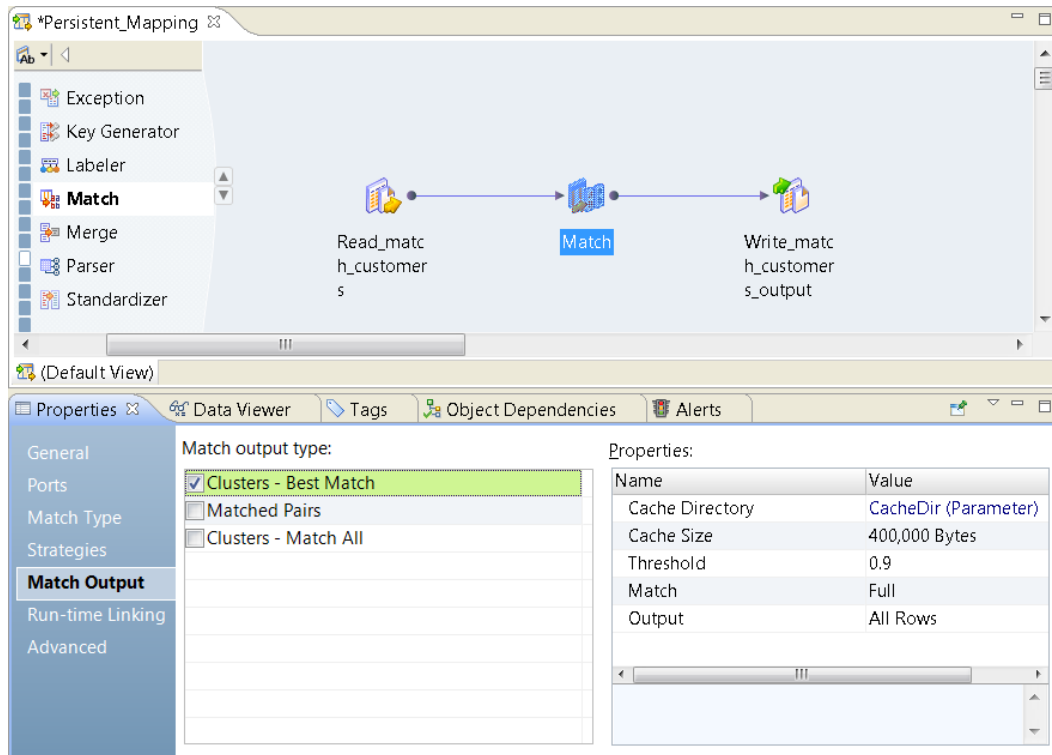 *Persistent_Mapping
Ab
Exception
Key Generator
Labeler
Match
Merge
Parser
Standardizer
Read_matc
h_customer
s
Match
Write_matc
h_customer
s_output
(Default View)
Properties
Data Viewer
Tags
Object Dependencies
Alerts
General
Ports
Match Type
Strategies
Match Output
Run-time Linking
Advanced
Match output type:
Clusters - Best Match
Matched Pairs
Clusters - Match All
Properties:
Name Value
Cache Directory CacheDir (Parameter)
Cache Size 400,000 Bytes
Threshold 0.9
Match Full
Output All Rows